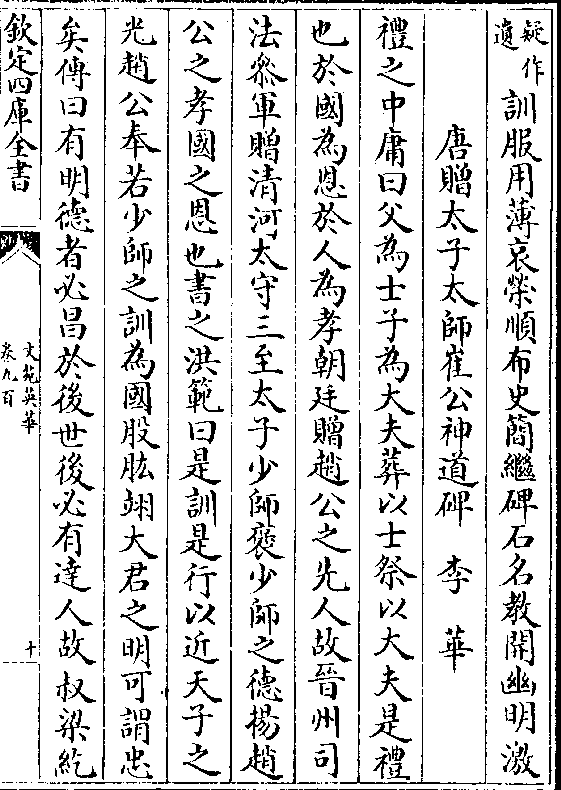 疑作遺訓服用薄哀榮順布史簡繼碑石名教開幽明激
唐贈太子太師崔公神道碑 李華
禮之中庸曰父為士子為大夫葬以士祭以大夫是禮
也於國為恩於人為孝朝廷贈趙公之先人故晉州司
法叅軍贈清河太守三至太子少師褒少師之德揚趙
公之孝國之恩也書之洪範曰是訓是行以近天子之
光趙公奉若少師之訓為國股肱翊大君之明可謂忠
矣傳曰有明德者必昌於後世後必有達人故叔梁紇
欽定四庫全書
文苑英華
卷九百
十